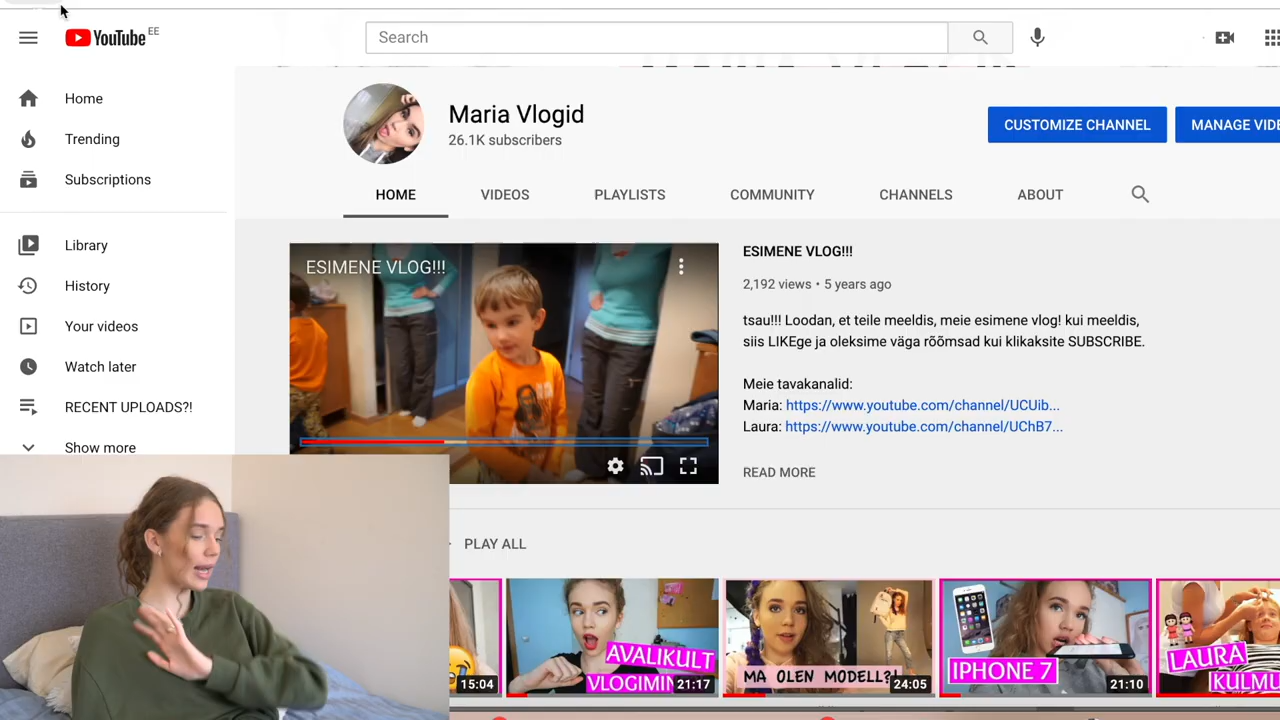 YouTube EE
Search
Home
Trending
Subscriptions
Library
History
Your videos
Watch later
RECENT UPLOADS?!
Show more
Maria Vlogid
26.1K subscribers
CUSTOMIZE CHANNEL
MANAGE VIDE
HOME
VIDEOS
PLAYLISTS
COMMUNITY
CHANNELS
ABOUT
ESIMENE VLOG!!!
ESIMENE VLOG!!!
2,192 views • 5 years ago
tsau!!! Loodan, et teile meeldis, meie esimene vlog! kui meeldis,
siis LIKEge ja oleksime väga rõõmsad kui klikaksite SUBSCRIBE.
Meie tavakanalid:
Maria: https://www.youtube.com/channel/UCUib...
Laura: https://www.youtube.com/channel/UChB7...
READ MORE
PLAY ALL
15:04
AVALIKULT
VLOGIMIN
21:17
MA OLEN MODELL?!
24:05
IPHONE 7
21:10
LAURA
KULMU